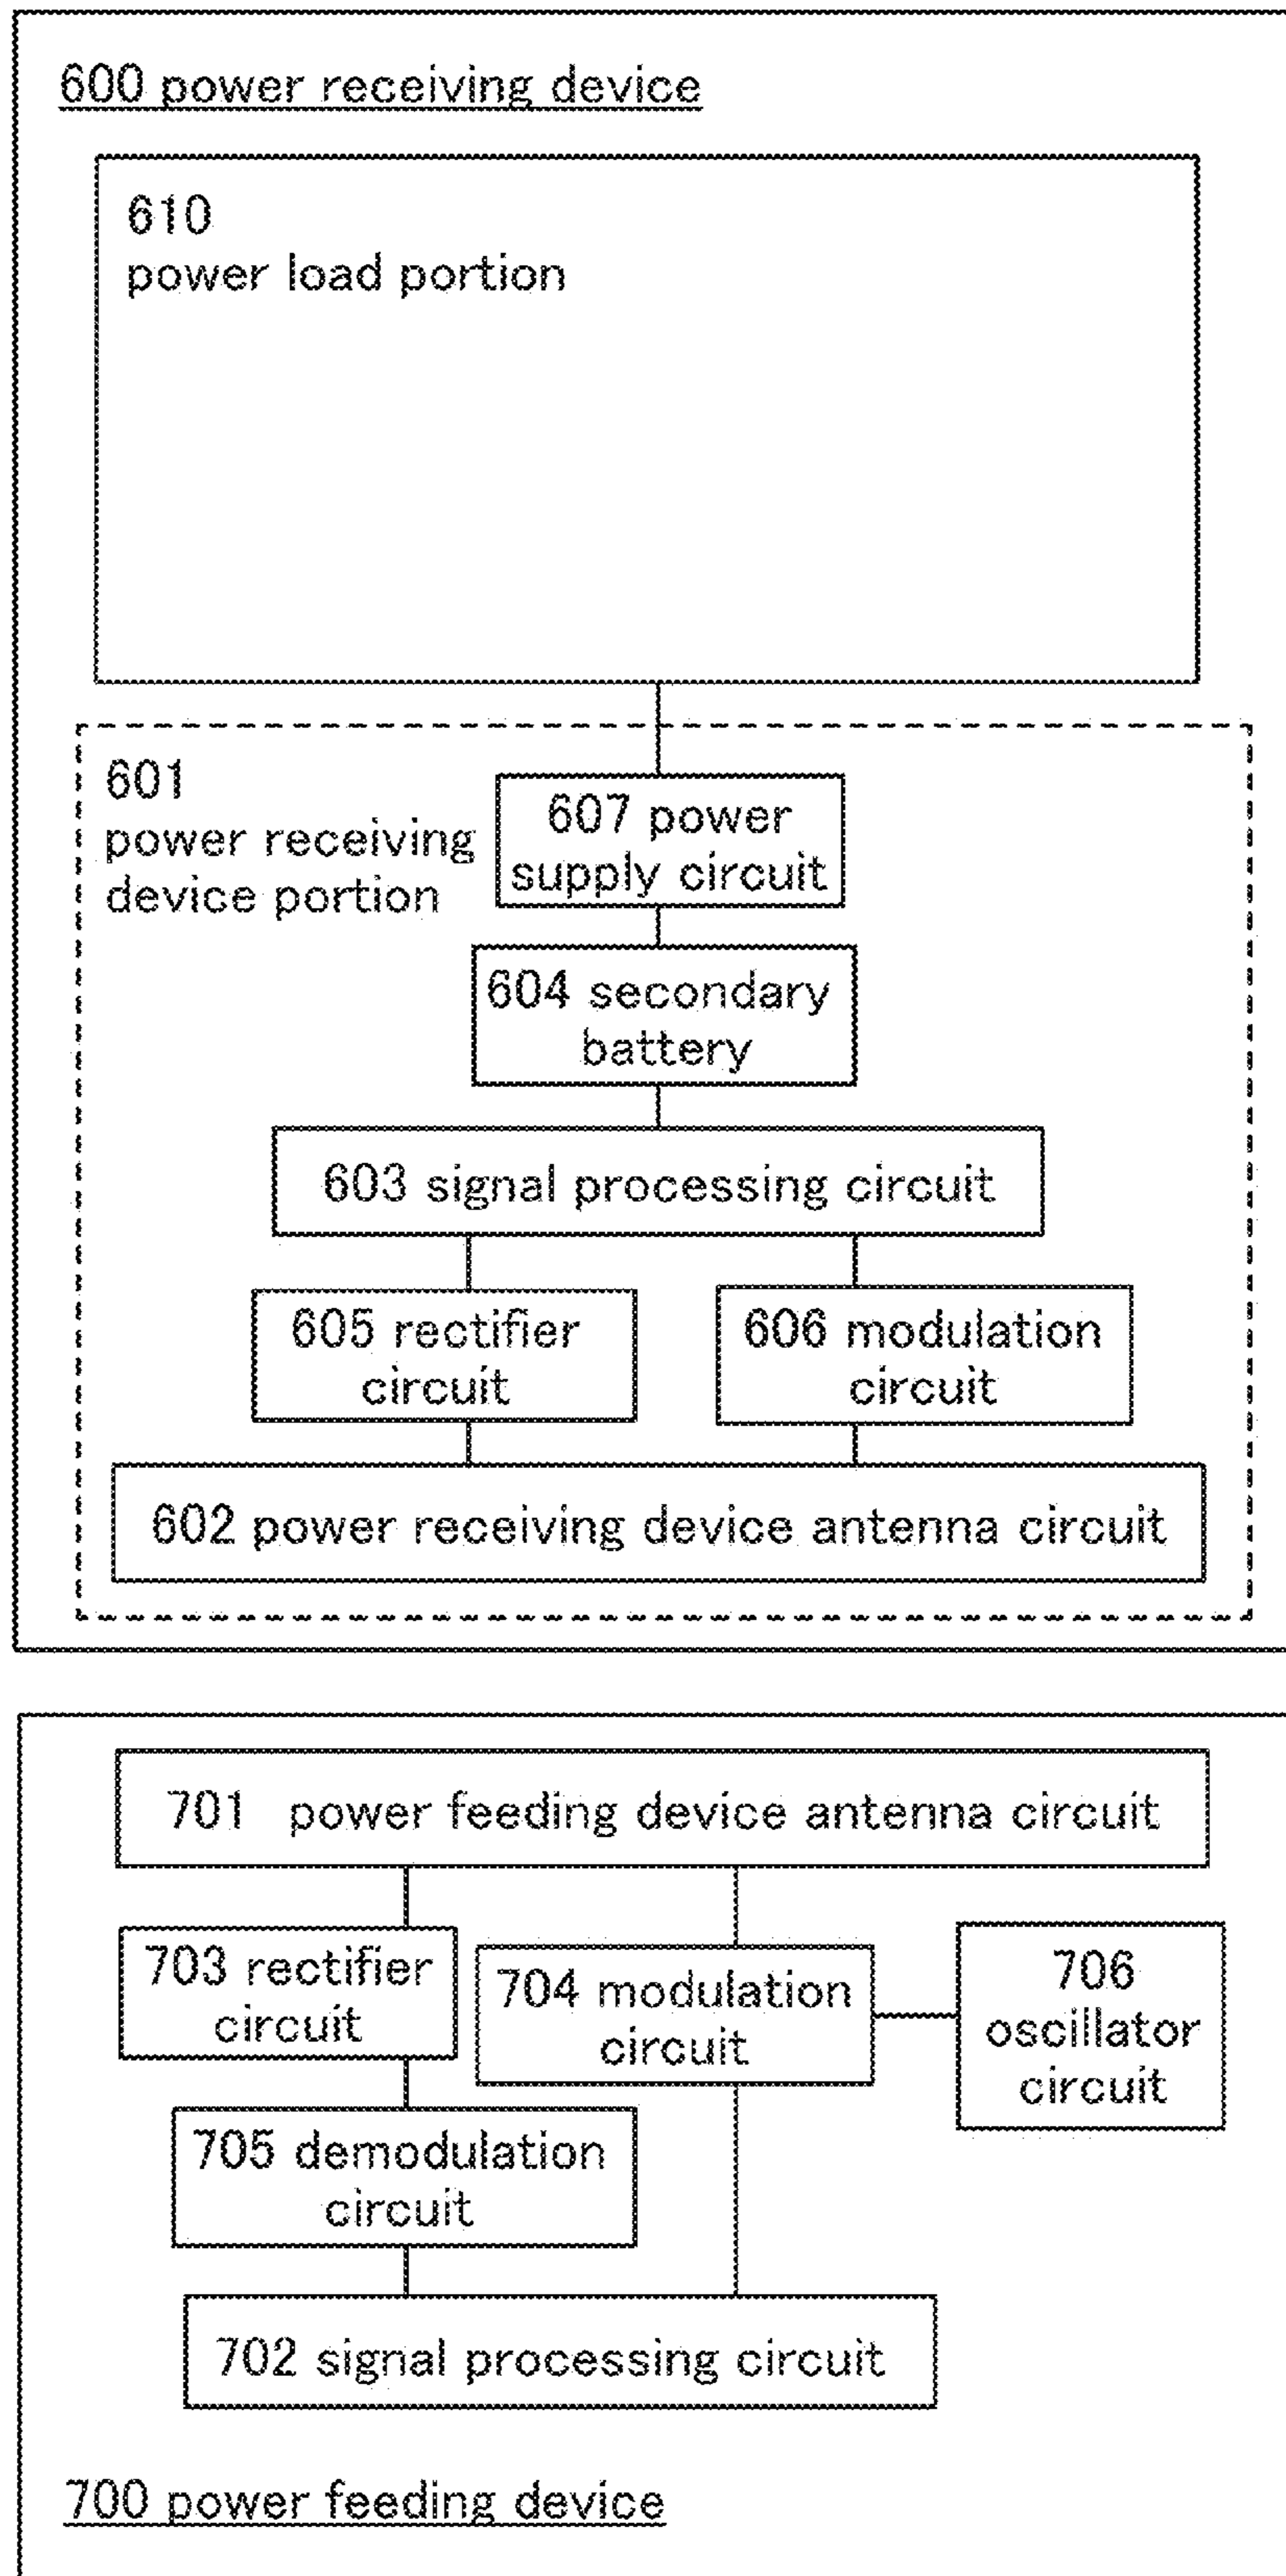 600 power receiving device
610
power load portion
601
power receiving
device portion
607 power
supply circuit
604 secondary
battery
603 signal processing circuit
605 rectifier
circuit
606 modulation
circuit
602 power receiving device antenna circuit
701 power feeding device antenna circuit
703 rectifier
circuit
704 modulation
circuit
706
oscillator
circuit
705 demodulation
circuit
702 signal processing circuit
700 power feeding device